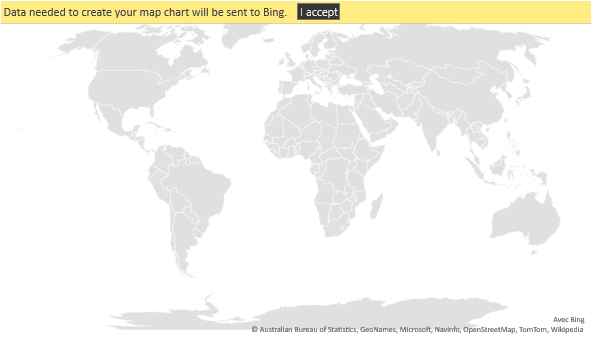 Data needed to create your map chart will be sent to Bing. I accept
Avec Bing
© Australian Bureau of Statistics, GeoNames, Microsoft, Navinfo, OpenStreetMap, TomTom, Wikipedia